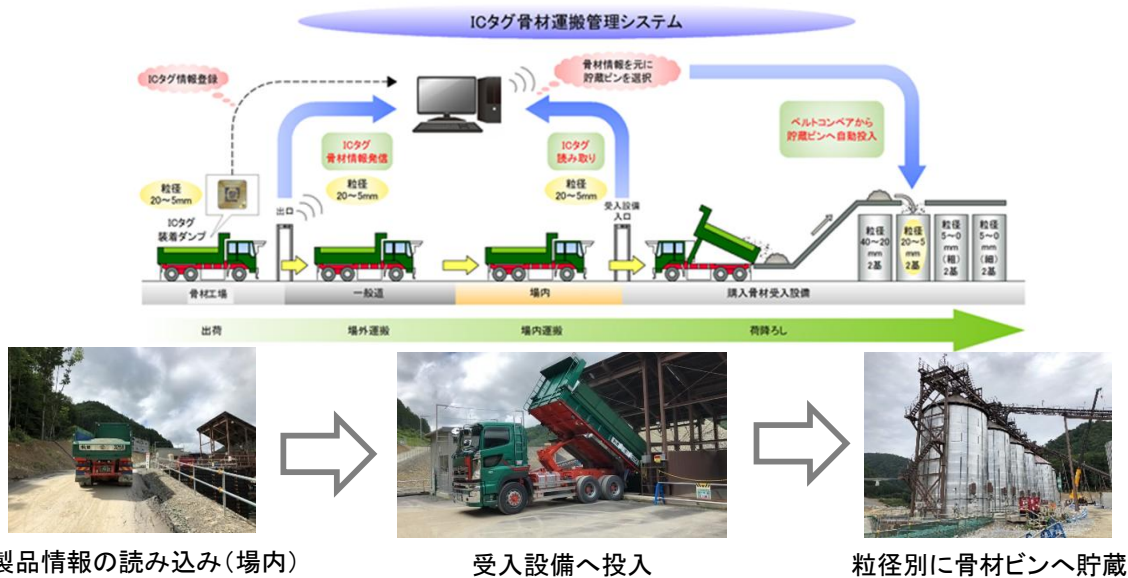 ICタグ骨材運搬管理システム
ICタグ情報登録
骨材情報を元に
貯蔵ビンを選択
ベルトコンベアから
貯蔵ビンへ自動投入
ICタグ
骨材情報発信
ICタグ
読み取り
粒径
20~5mm
粒径
20~5mm
粒径
20~5mm
ICタグ
装着ダンプ
出口
受入設備
入口
粒径
40~20
mm
2基
粒径
20~5
mm
2基
粒径
5~0
mm
(粗)
2基
粒径
5~0
mm
(細)
2基
骨材工場
一般道
場内
購入骨材受入設備
出荷
場外運搬
場内運搬
荷降ろし
製品情報の読み込み(場内)
受入設備へ投入
粒径別に骨材ビンへ貯蔵